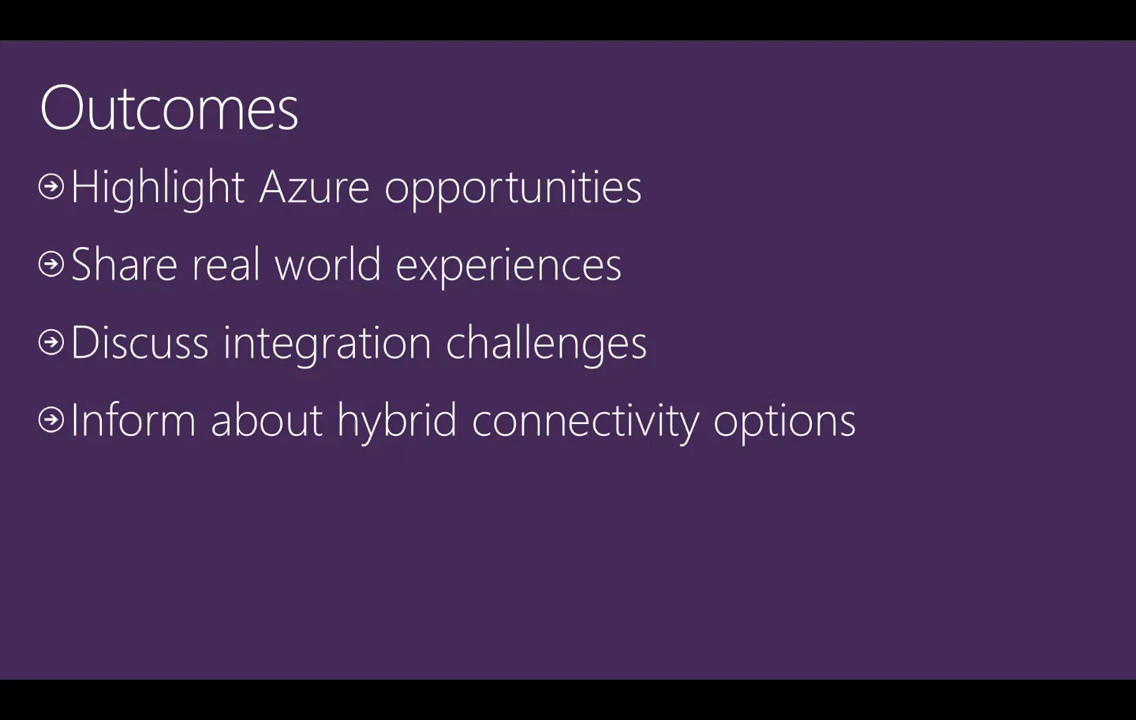 Outcomes
Highlight Azure opportunities
Share real world experiences
Discuss integration challenges
Inform about hybrid connectivity options